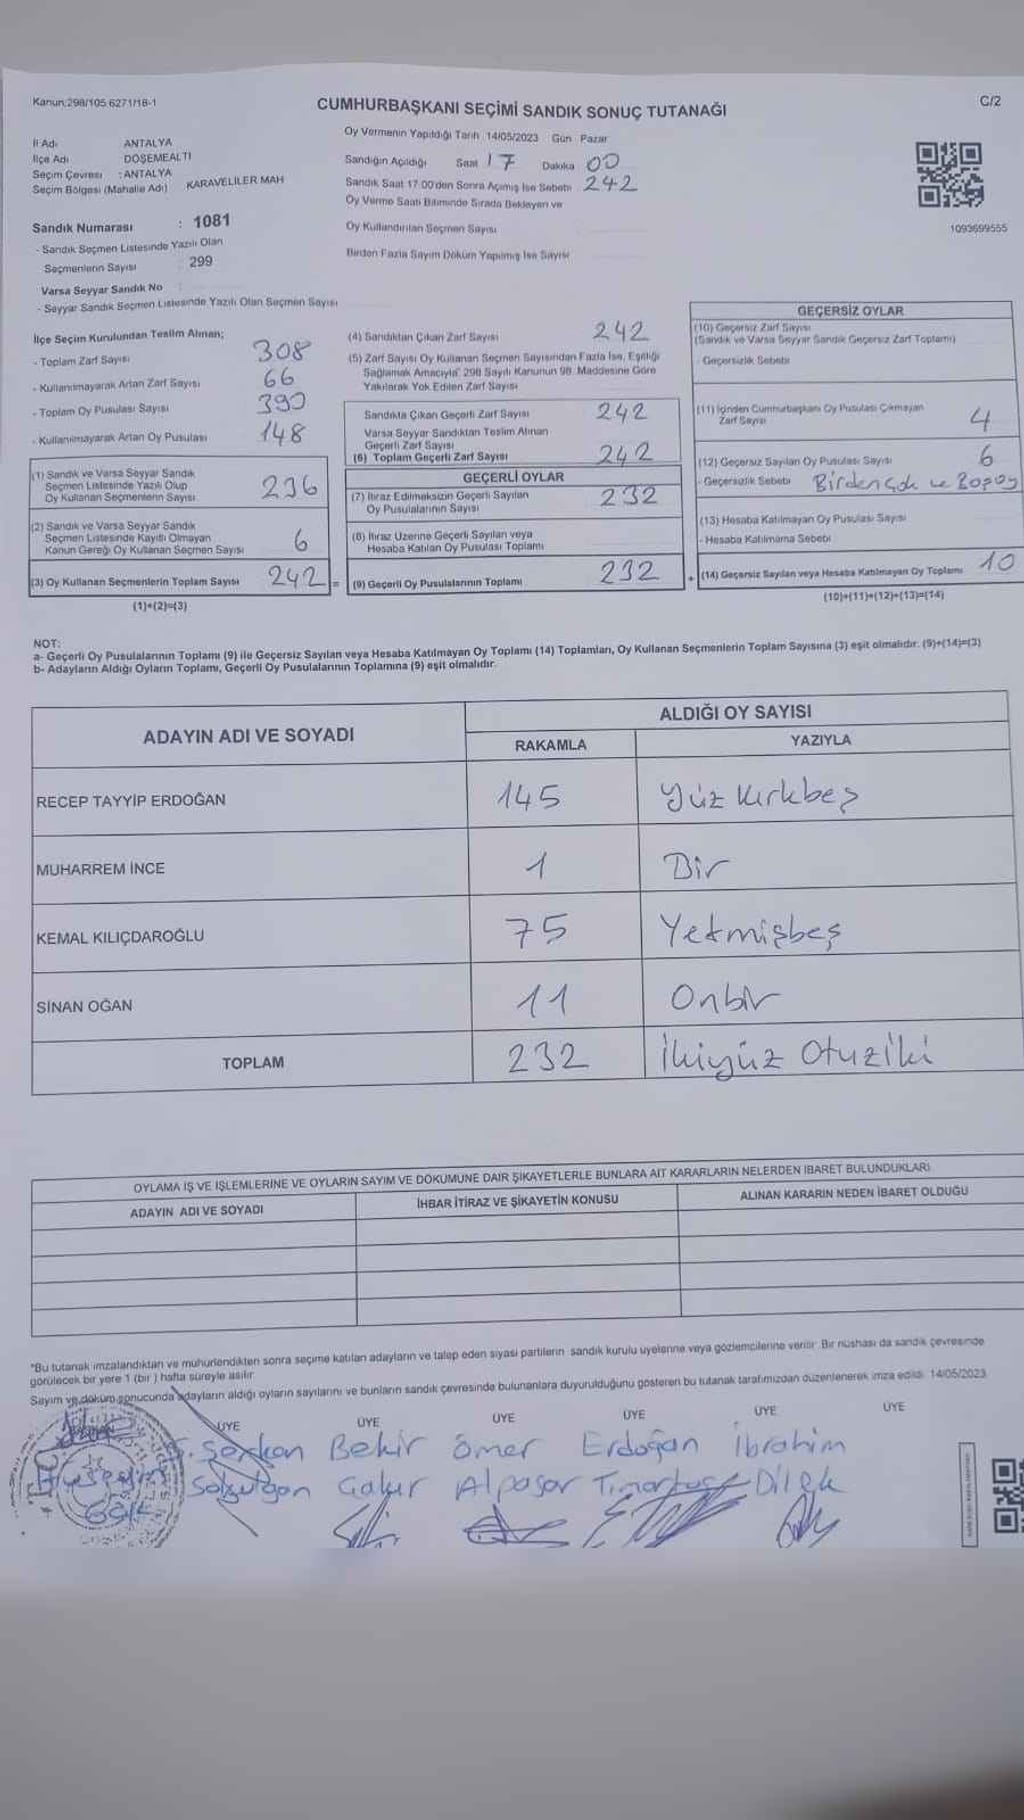 Kanun:298/105 6271/18-1
CUMHURBAŞKANI SEÇİMİ SANDIK SONUÇ TUTANAĞI
C/2
İl Adı ANTALYA
İlçe Adı DÖŞEMEALTI
Seçim Çevresi : ANTALYA
Seçim Bölgesi (Mahalle Adı) KARAVELİLER MAH
Oy Vermenin Yapıldığı Tarih 14/05/2023 Gün Pazar
Sandığın Açıldığı Saat 17 Dakika 00
Sandık Saat 17:00'den Sonra Açımış İse Sebebi 242
Oy Verme Saati Bitiminde Sırada Bekleyen ve
Oy Kullandırılan Seçmen Sayısı
Birden Fazla Sayım Döküm Yapılmış İse Sayısı
1093699555
Sandık Numarası : 1081
- Sandık Seçmen Listesinde Yazılı Olan
Seçmenlerin Sayısı 299
Varsa Seyyar Sandık No
- Seyyar Sandık Seçmen Listesinde Yazılı Olan Seçmen Sayısı
İlçe Seçim Kurulundan Teslim Alınan;
- Toplam Zarf Sayısı 308
- Kullanılmayarak Artan Zarf Sayısı 66
- Toplam Oy Pusulası Sayısı 390
- Kullanılmayarak Artan Oy Pusulası 148
(1) Sandık ve Varsa Seyyar Sandık
Seçmen Listesinde Yazılı Olup
Oy Kullanan Seçmenlerin Sayısı 236
(2) Sandık ve Varsa Seyyar Sandık
Seçmen Listesinde Kayıtlı Olmayan
Kanun Gereği Oy Kullanan Seçmen Sayısı 6
(3) Oy Kullanan Seçmenlerin Toplam Sayısı 242 =
(1)+(2)=(3)
(4) Sandıktan Çıkan Zarf Sayısı 242
(5) Zarf Sayısı Oy Kullanan Seçmen Sayısından Fazla İse, Eşitliği
Sağlamak Amacıyla" 298 Sayılı Kanunun 98. Maddesine Göre
Yakılarak Yok Edilen Zarf Sayısı
Sandıkta Çıkan Geçerli Zarf Sayısı 242
Varsa Seyyar Sandıktan Teslim Alınan
Geçerli Zarf Sayısı
(6) Toplam Geçerli Zarf Sayısı 242
GEÇERLİ OYLAR
(7) İtiraz Edilmeksizin Geçerli Sayılan
Oy Pusulalarının Sayısı 232
(8) İtiraz Üzerine Geçerli Sayılan veya
Hesaba Katılan Oy Pusulası Toplamı
(9) Geçerli Oy Pusulalarının Toplamı 232 +
GEÇERSİZ OYLAR
(10) Geçersiz Zarf Sayısı
(Sandık ve Varsa Seyyar Sandık Geçersiz Zarf Toplamı)
- Geçersizlik Sebebi
(11) İçinden Cumhurbaşkanı Oy Pusulası Çıkmayan
Zarf Sayısı 4
(12) Geçersiz Sayılan Oy Pusulası Sayısı 6
- Geçersizlik Sebebi Birden çok ve
(13) Hesaba Katılmayan Oy Pusulası Sayısı
- Hesaba Katılmama Sebebi
(14) Geçersiz Sayılan veya Hesaba Katılmayan Oy Toplamı 10
(10)+(11)+(12)+(13)=(14)
NOT:
a- Geçerli Oy Pusulalarının Toplamı (9) ile Geçersiz Sayılan veya Hesaba Katılmayan Oy Toplamı (14) Toplamları, Oy Kullanan Seçmenlerin Toplam Sayısına (3) eşit olmalıdır. (9)+(14)=(3)
b- Adayların Aldığı Oyların Toplamı, Geçerli Oy Pusulalarının Toplamına (9) eşit olmalıdır.
ADAYIN ADI VE SOYADI ALDIĞI OY SAYISI
RAKAMLA YAZIYLA
RECEP TAYYİP ERDOĞAN 145 Yüz Kırkbeş
MUHARREM İNCE 1 Bir
KEMAL KILIÇDAROĞLU 75 Yetmişbeş
SİNAN OĞAN 11 Onbir
TOPLAM 232 İkiyüz Otuziki
OYLAMA İŞ VE İŞLEMLERİNE VE OYLARIN SAYIM VE DÖKÜMÜNE DAİR ŞİKAYETLERLE BUNLARA AİT KARARLARIN NELERDEN İBARET BULUNDUKLARI
ADAYIN ADI VE SOYADI İHBAR İTİRAZ VE ŞİKAYETİN KONUSU ALINAN KARARIN NEDEN İBARET OLDUĞU
"Bu tutanak imzalandıktan ve mühürlendikten sonra seçime katılan adayların ve talep eden siyasi partilerin sandık kurulu üyelerine veya gözlemcilerine verilir. Bir nüshası da sandık çevresinde
görülecek bir yere 1 (bir ) hafta süreyle asılır.
Sayım ve döküm sonucunda adayların aldığı oyların sayılarını ve bunların sandık çevresinde bulunanlara duyurulduğunu gösteren bu tutanak tarafımızdan düzenlenerek imza edildi. 14/05/2023
ÜYE ÜYE ÜYE ÜYE ÜYE ÜYE
Serkan Bekir Ömer Erdoğan İbrahim
Alpaşar Dilek